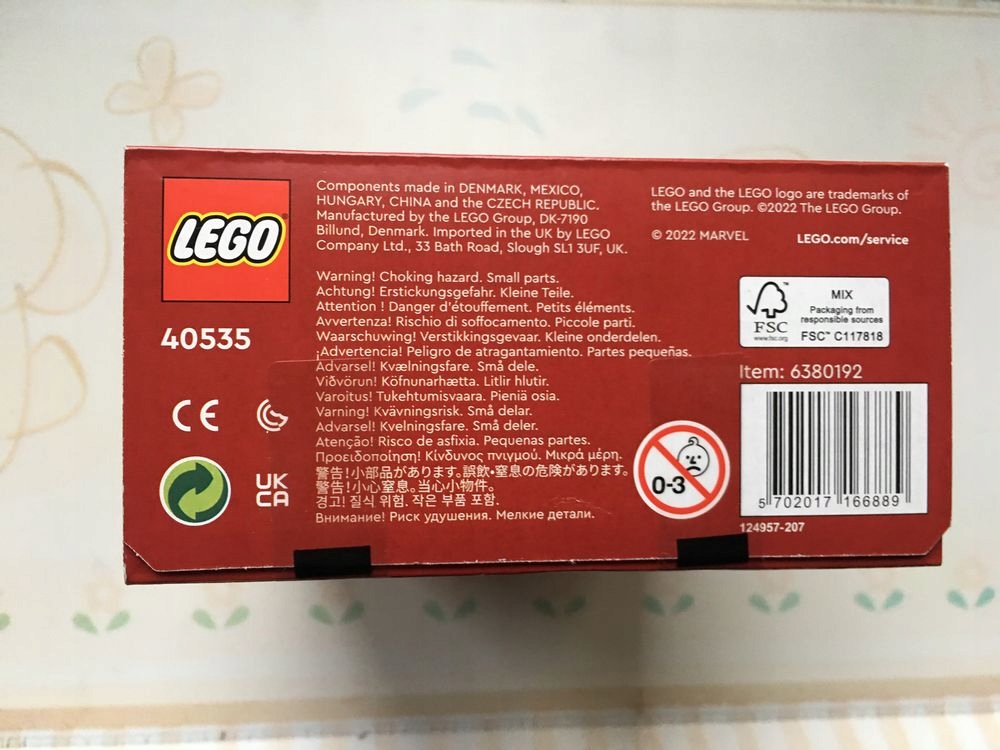 LEGO
40535
CE
UK
CA
Components made in DENMARK, MEXICO,
HUNGARY, CHINA and the CZECH REPUBLIC.
Manufactured by the LEGO Group, DK-7190
Billund, Denmark. Imported in the UK by LEGO
Company Ltd., 33 Bath Road, Slough SL1 3UF, UK.
Warning! Choking hazard. Small parts.
Achtung! Erstickungsgefahr. Kleine Teile.
Attention ! Danger d'étouffement. Petits éléments.
Avvertenza! Rischio di soffocamento. Piccole parti.
Waarschuwing! Verstikkingsgevaar. Kleine onderdelen.
¡Advertencia! Peligro de atragantamiento. Partes pequeñas.
Advarsel! Kvælningsfare. Små dele.
Viðvörun! Köfnunarhætta. Litlir hlutir.
Varoitus! Tukehtumisvaara. Pieniä osia.
Varning! Kvävningsrisk. Små delar.
Advarsel! Kvelningsfare. Små deler.
Atenção! Risco de asfixia. Pequenas partes.
Προειδοποίηση! Κίνδυνος πνιγμού. Μικρά μέρη.
警告!小部品があります。誤飲・窒息の危険があります。
警告!小心窒息。当心小物件。
경고! 질식 위험. 작은 부품 포함.
Внимание! Риск удушения. Мелкие детали.
LEGO and the LEGO logo are trademarks of
the LEGO Group. ©2022 The LEGO Group.
© 2022 MARVEL LEGO.com/service
FSC
www.fsc.org
MIX
Packaging from
responsible sources
FSC™ C117818
Item: 6380192
0-3
5 702017 166889
124957-207